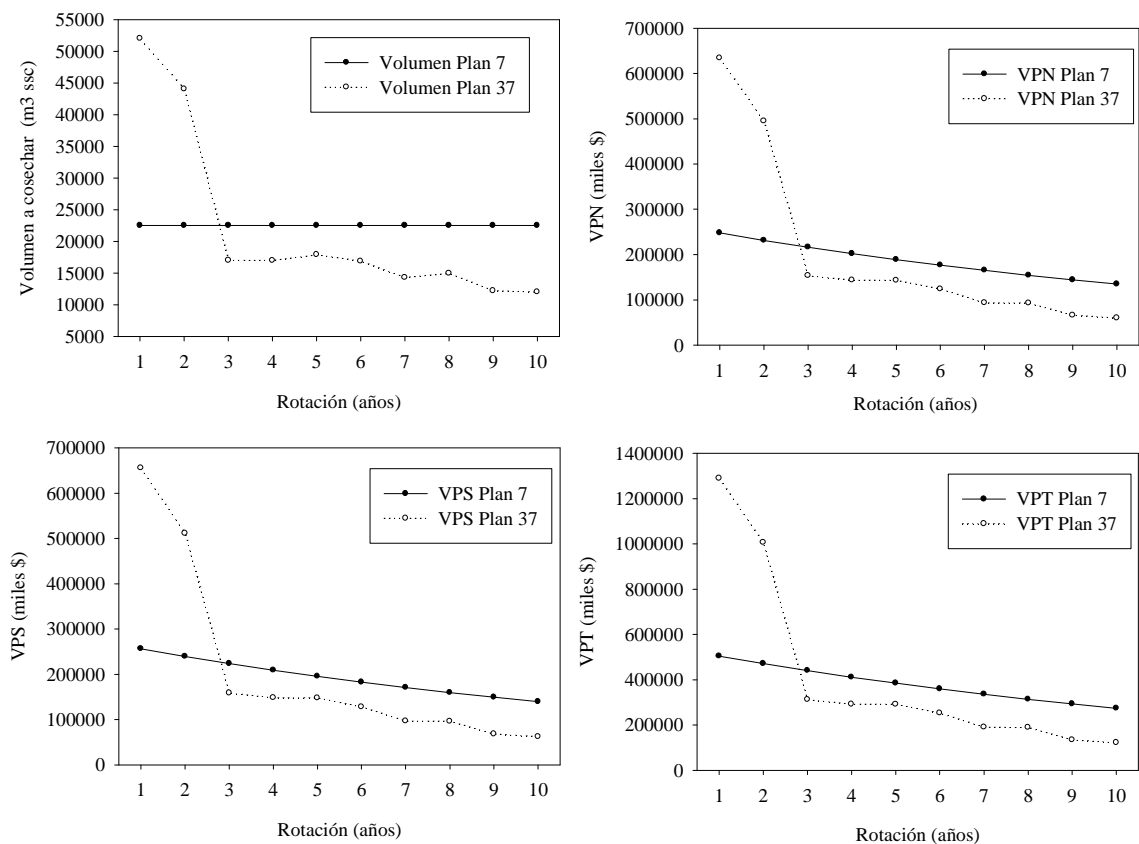 55000
50000
45000
40000
35000
30000
25000
20000
15000
10000
5000
Volumen a cosechar (m3 ssc)
Volumen Plan 7
Volumen Plan 37
1 2 3 4 5 6 7 8 9 10
Rotación (años)
700000
600000
500000
400000
300000
200000
100000
0
VPN (miles $)
VPN Plan 7
VPN Plan 37
1 2 3 4 5 6 7 8 9 10
Rotación (años)
700000
600000
500000
400000
300000
200000
100000
0
VPS (miles $)
VPS Plan 7
VPS Plan 37
1 2 3 4 5 6 7 8 9 10
Rotación (años)
1400000
1200000
1000000
800000
600000
400000
200000
0
VPT (miles $)
VPT Plan 7
VPT Plan 37
1 2 3 4 5 6 7 8 9 10
Rotación (años)